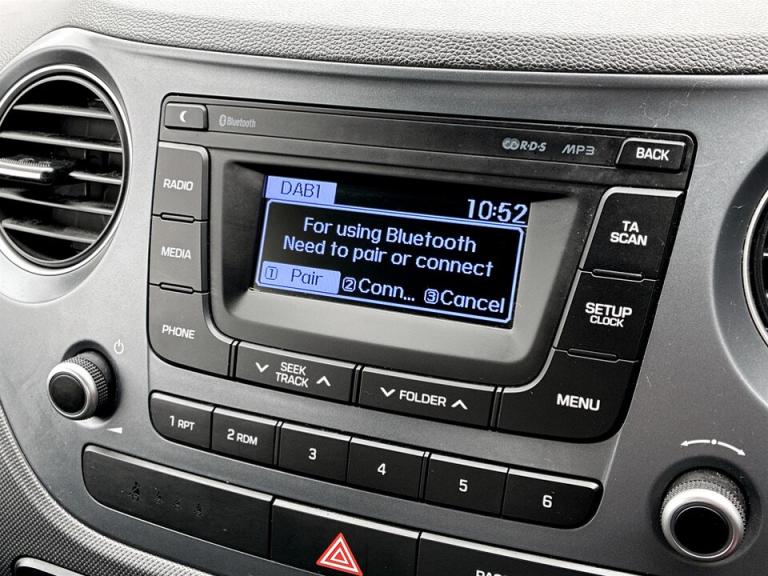 Bluetooth
R·D·S MP3
BACK
RADIO
MEDIA
PHONE
DAB1 10:52
For using Bluetooth
Need to pair or connect
1 Pair 2 Conn... 3 Cancel
TA
SCAN
SETUP
CLOCK
SEEK
TRACK
FOLDER
MENU
1 RPT 2 RDM 3 4 5 6